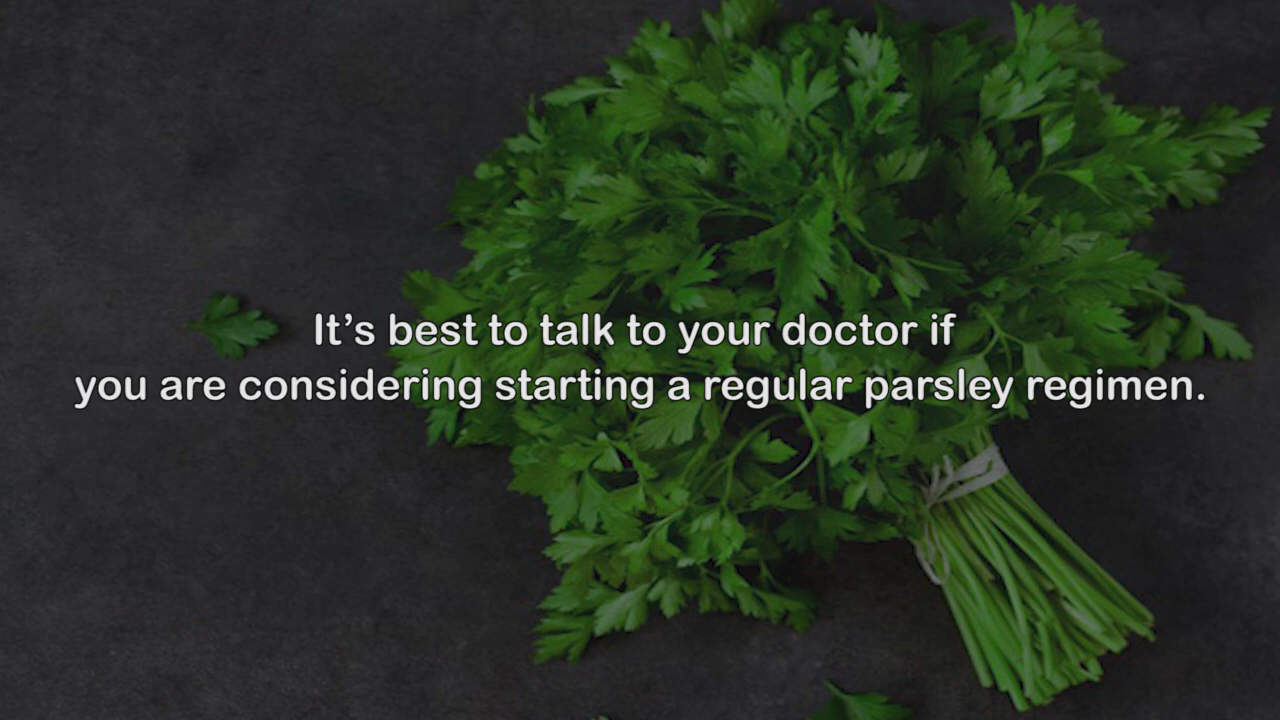 It’s best to talk to your doctor if
you are considering starting a regular parsley regimen.